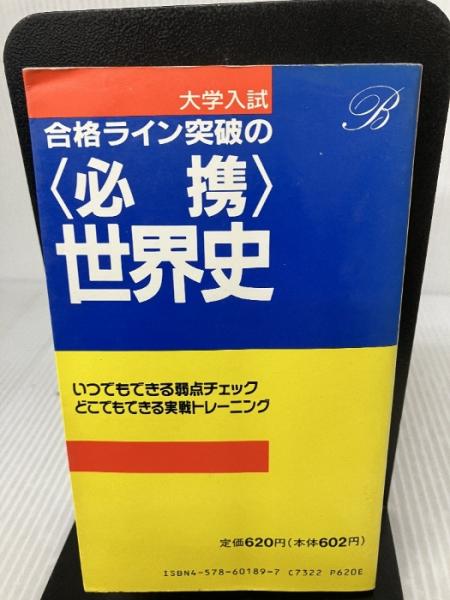 大学入試
B
合格ライン突破の
〈必携〉
世界史
いつでもできる弱点チェック
どこでもできる実戦トレーニング
定価620円(本体602円)
ISBN4-578-60189-7 C7322 P620E